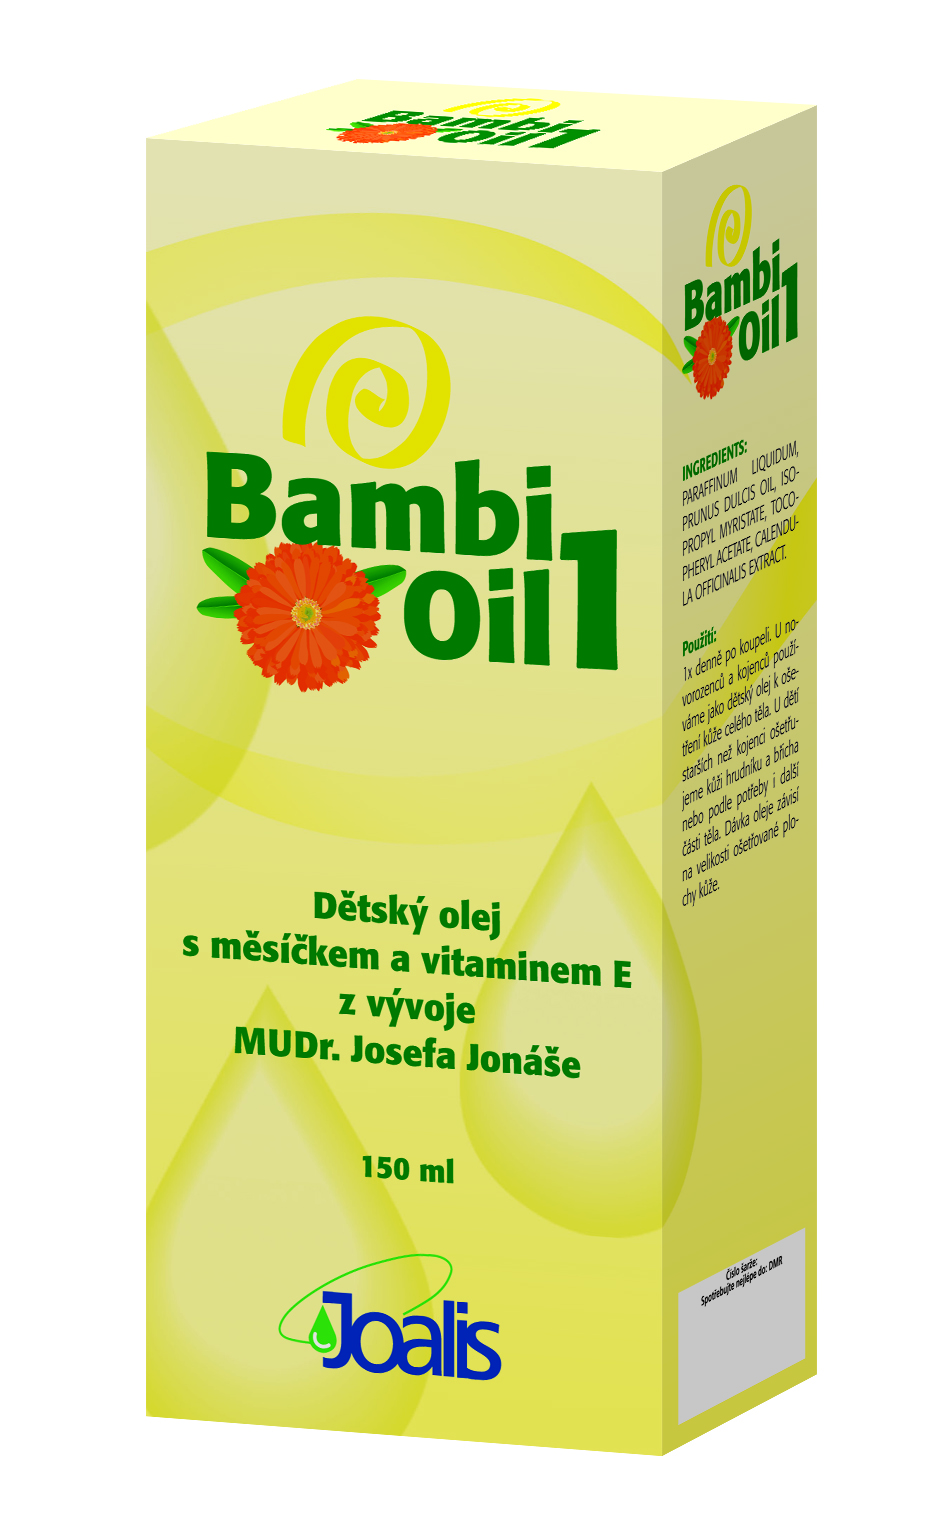 Bambi
Oil 1
Bambi
Oil 1
Dětský olej
s měsíčkem a vitaminem E
z vývoje
MUDr. Josefa Jonáše
150 ml
Joalis
Bambi
Oil 1
INGREDIENTS:
PARAFFINUM LIQUIDUM,
PRUNUS DULCIS OIL, ISO-
PROPYL MYRISTATE, TOCO-
PHERYL ACETATE, CALENDU-
LA OFFICINALIS EXTRACT.
Použití:
1x denně po koupeli. U no-
vorozenců a kojenců použí-
váme jako dětský olej k oše-
tření kůže celého těla. U dětí
starších než kojenci ošetřu-
jeme kůži hrudníku a břicha
nebo podle potřeby i další
části těla. Dávka oleje závisí
na velikosti ošetřované plo-
chy kůže.
Číslo šarže:
Spotřebujte nejlépe do: DMR